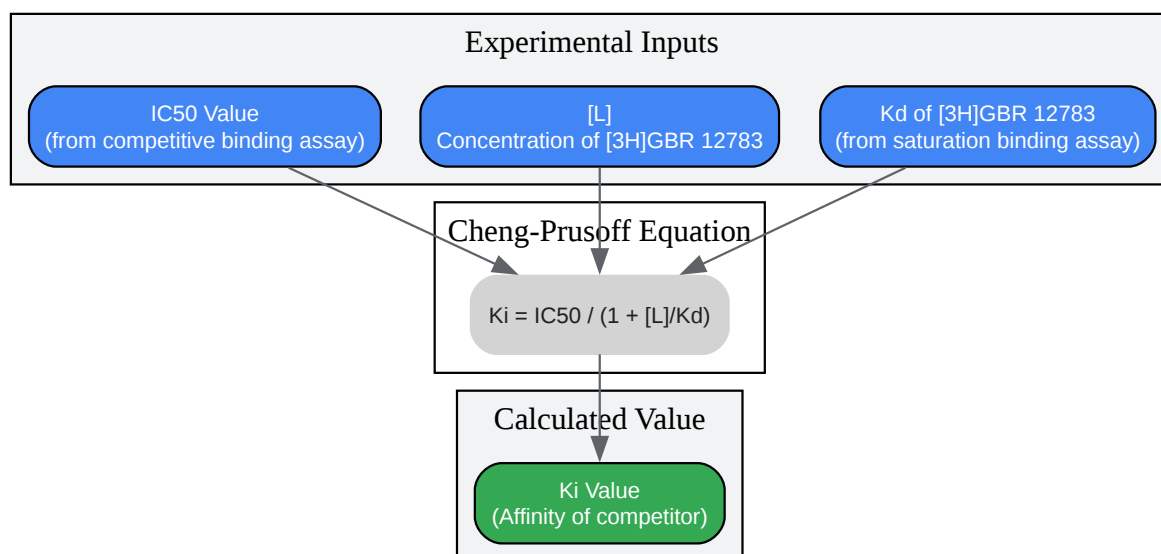 Experimental Inputs
IC50 Value
(from competitive binding assay)
[L]
Concentration of [3H]GBR 12783
Kd of [3H]GBR 12783
(from saturation binding assay)
Cheng-Prusoff Equation
Ki = IC50 / (1 + [L]/Kd)
Calculated Value
Ki Value
(Affinity of competitor)